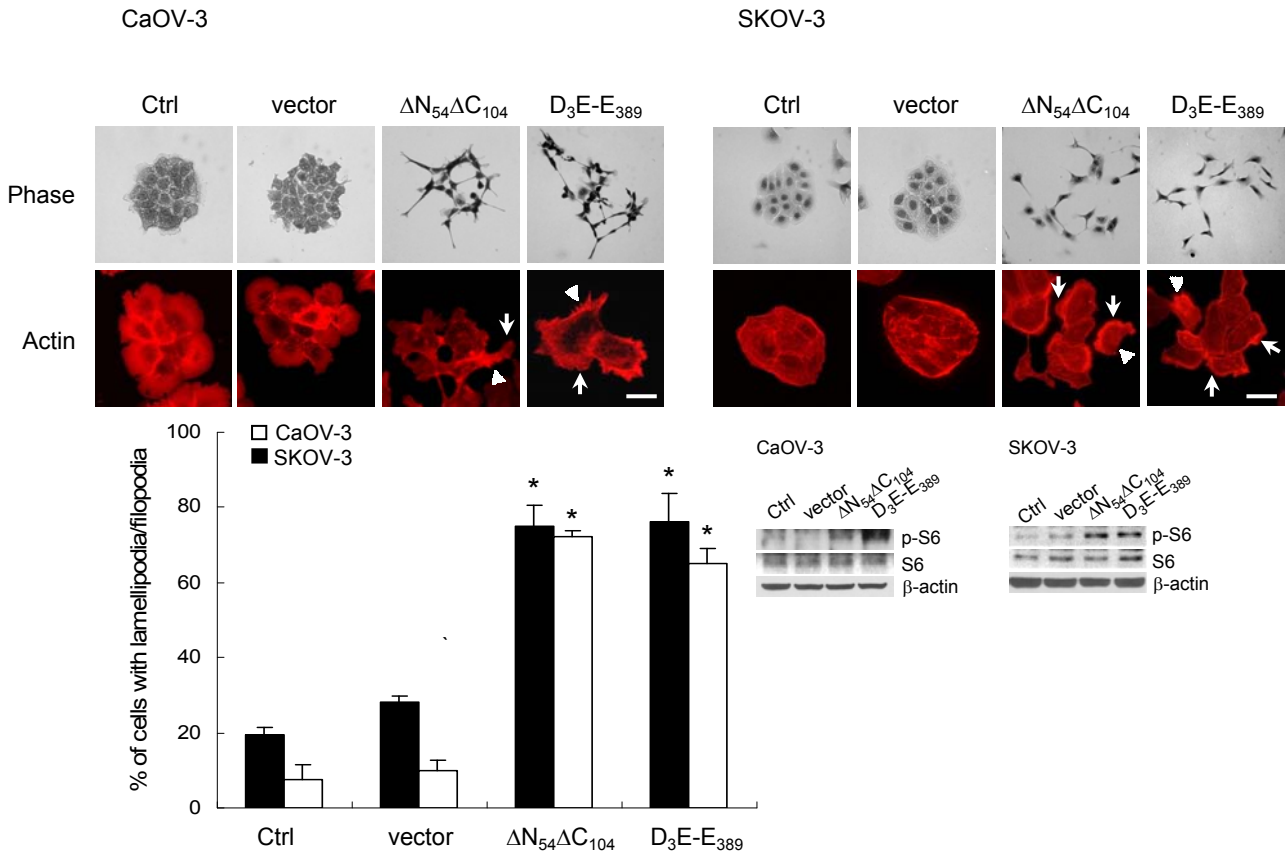 CaOV-3 SKOV-3
Ctrl vector ΔN₅₄ΔC₁₀₄ D₃E-E₃₈₉ Ctrl vector ΔN₅₄ΔC₁₀₄ D₃E-E₃₈₉
Phase
Actin
100
80
60
40
20
0
% of cells with lamellipodia/filopodia
CaOV-3
SKOV-3
* * * *
Ctrl vector ΔN₅₄ΔC₁₀₄ D₃E-E₃₈₉
CaOV-3
Ctrl vector ΔN₅₄ΔC₁₀₄ D₃E-E₃₈₉
p-S6
S6
β-actin
SKOV-3
Ctrl vector ΔN₅₄ΔC₁₀₄ D₃E-E₃₈₉
p-S6
S6
β-actin